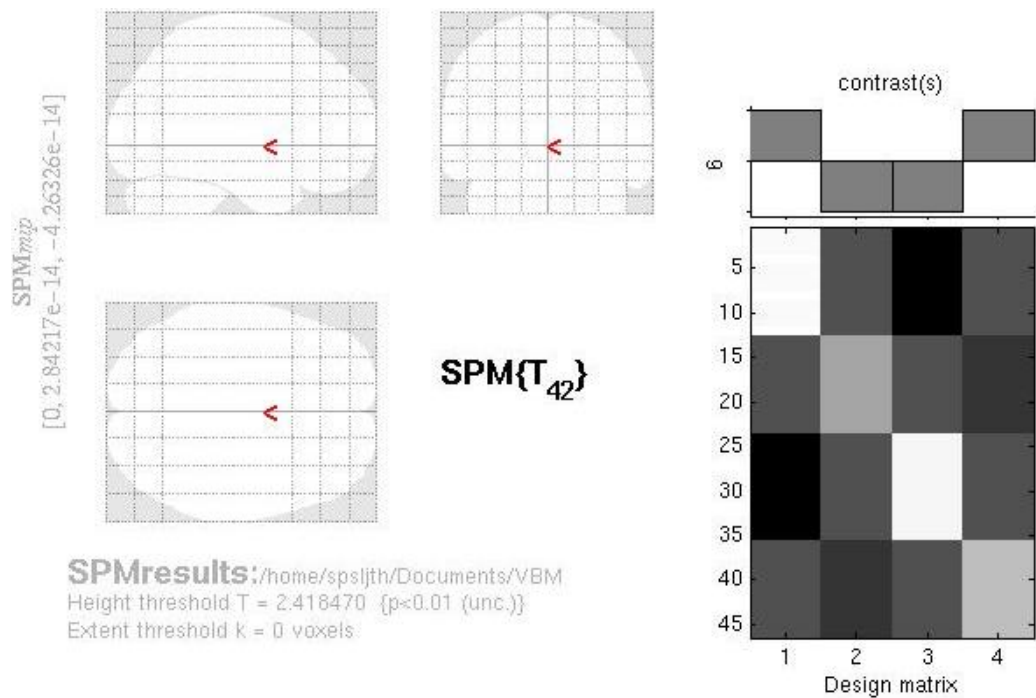 SPMmip
[0, 2.84217e-14, -4.26326e-14]
SPM{T42}
SPMresults:/home/spsljth/Documents/VBM
Height threshold T = 2.418470 {p<0.01 (unc.)}
Extent threshold k = 0 voxels
contrast(s)
6
5
10
15
20
25
30
35
40
45
1 2 3 4
Design matrix